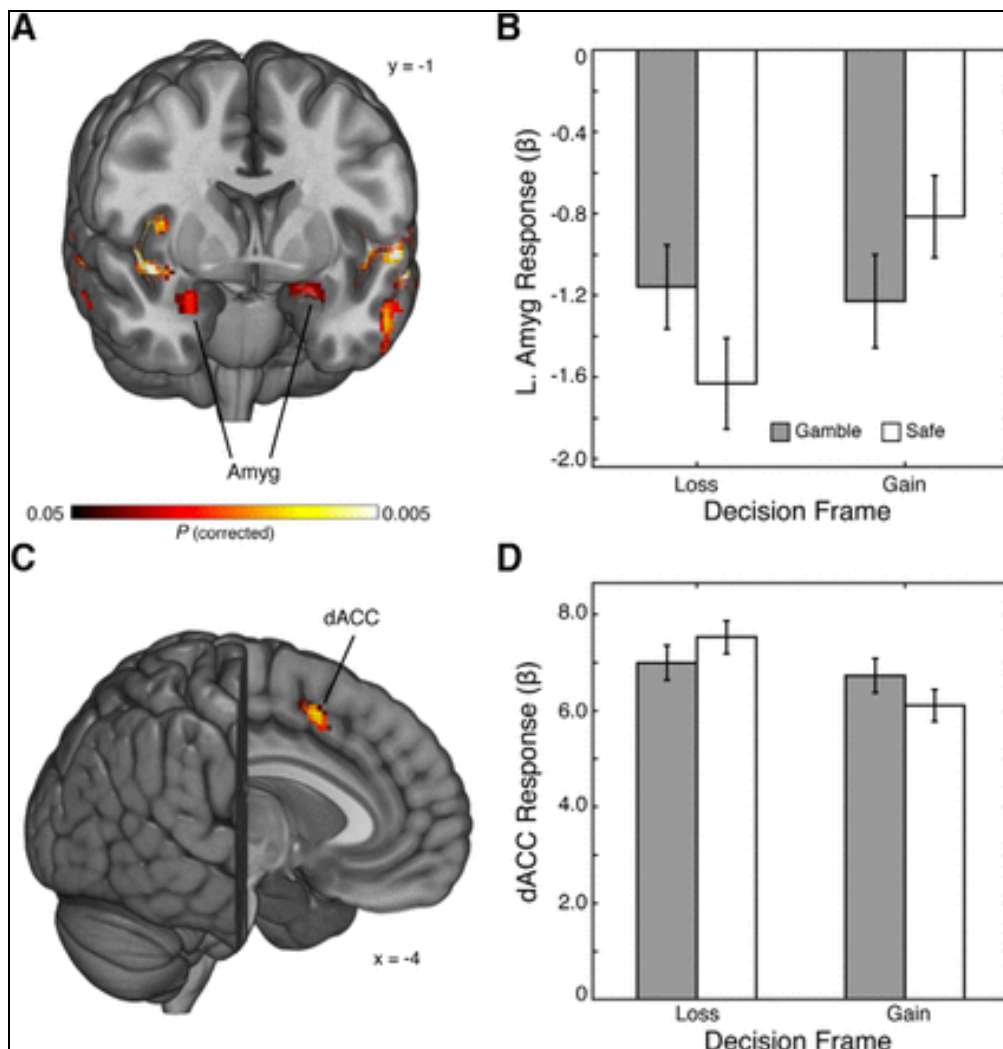 A
y = -1
Amyg
0.05 0.005
P (corrected)
B
0
-0.4
-0.8
-1.2
-1.6
-2.0
L. Amyg Response (β)
Gamble Safe
Loss Gain
Decision Frame
C
dACC
x = -4
D
8.0
6.0
4.0
2.0
0
dACC Response (β)
Loss Gain
Decision Frame